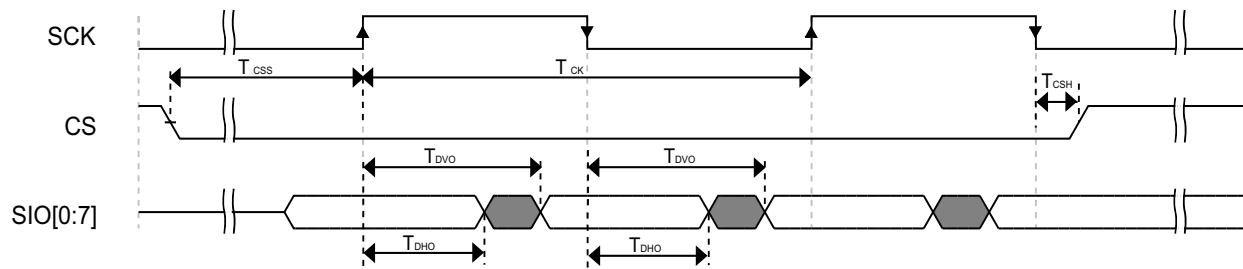 SCK
T CSS
T CK
T CSH
CS
T DVO
T DVO
SIO[0:7]
T DHO
T DHO